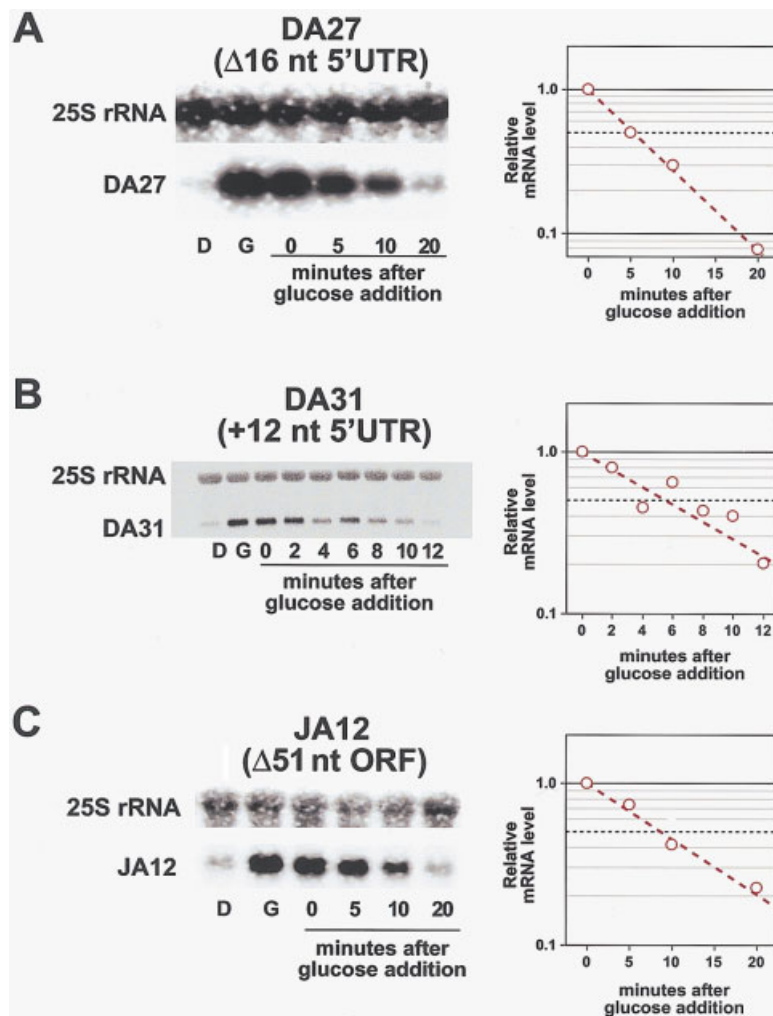 A
DA27
(Δ16 nt 5'UTR)
25S rRNA
DA27
D G 0 5 10 20
minutes after
glucose addition
Relative
mRNA level
1.0
0.1
0 5 10 15 20
minutes after
glucose addition
B
DA31
(+12 nt 5'UTR)
25S rRNA
DA31
D G 0 2 4 6 8 10 12
minutes after
glucose addition
Relative
mRNA level
1.0
0.1
0 2 4 6 8 10 12
minutes after
glucose addition
C
JA12
(Δ51 nt ORF)
25S rRNA
JA12
D G 0 5 10 20
minutes after
glucose addition
Relative
mRNA level
1.0
0.1
0 5 10 15 20
minutes after
glucose addition